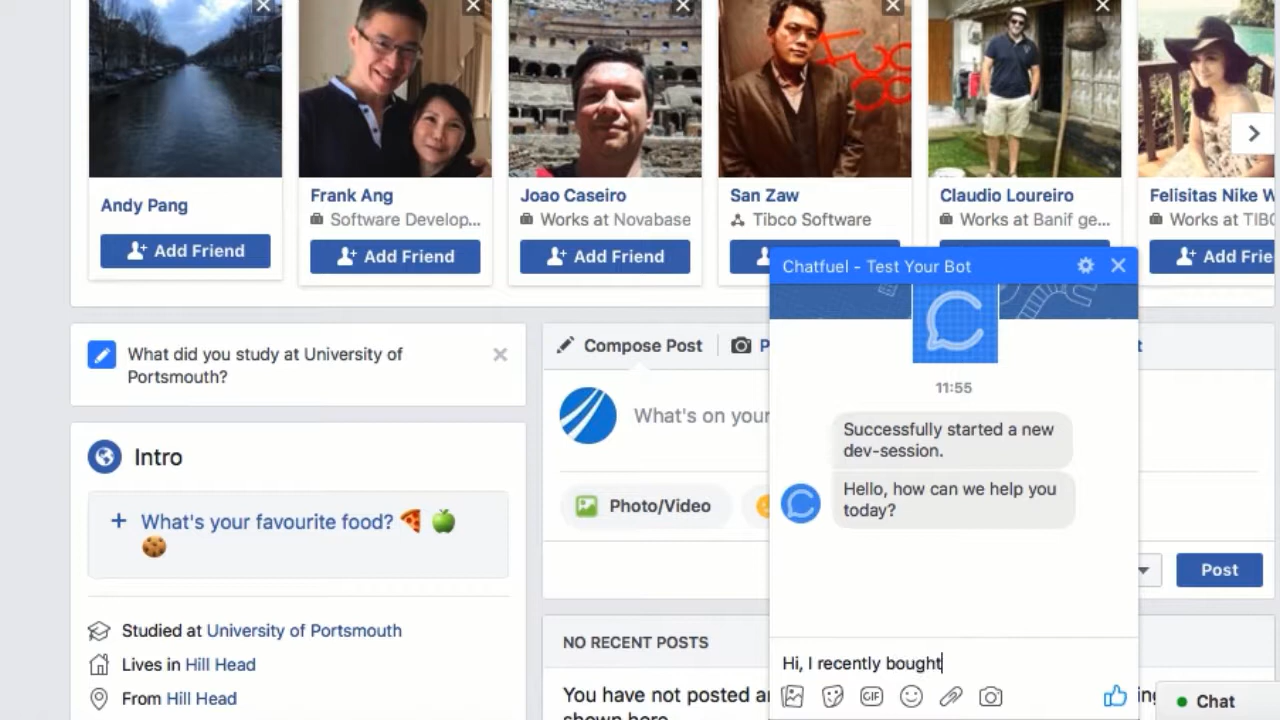 Andy Pang
Add Friend
Frank Ang
Software Develop...
Add Friend
Joao Caseiro
Works at Novabase
Add Friend
San Zaw
Tibco Software
Claudio Loureiro
Works at Banif ge...
Felisitas Nike W
Works at TIBC
Add Frie
What did you study at University of
Portsmouth?
Intro
+ What's your favourite food?
Studied at University of Portsmouth
Lives in Hill Head
From Hill Head
Compose Post
P
What's on your
Photo/Video
Post
NO RECENT POSTS
You have not posted a
shown here
Chatfuel - Test Your Bot
11:55
Successfully started a new
dev-session.
Hello, how can we help you
today?
Hi, I recently bought
GIF
Chat